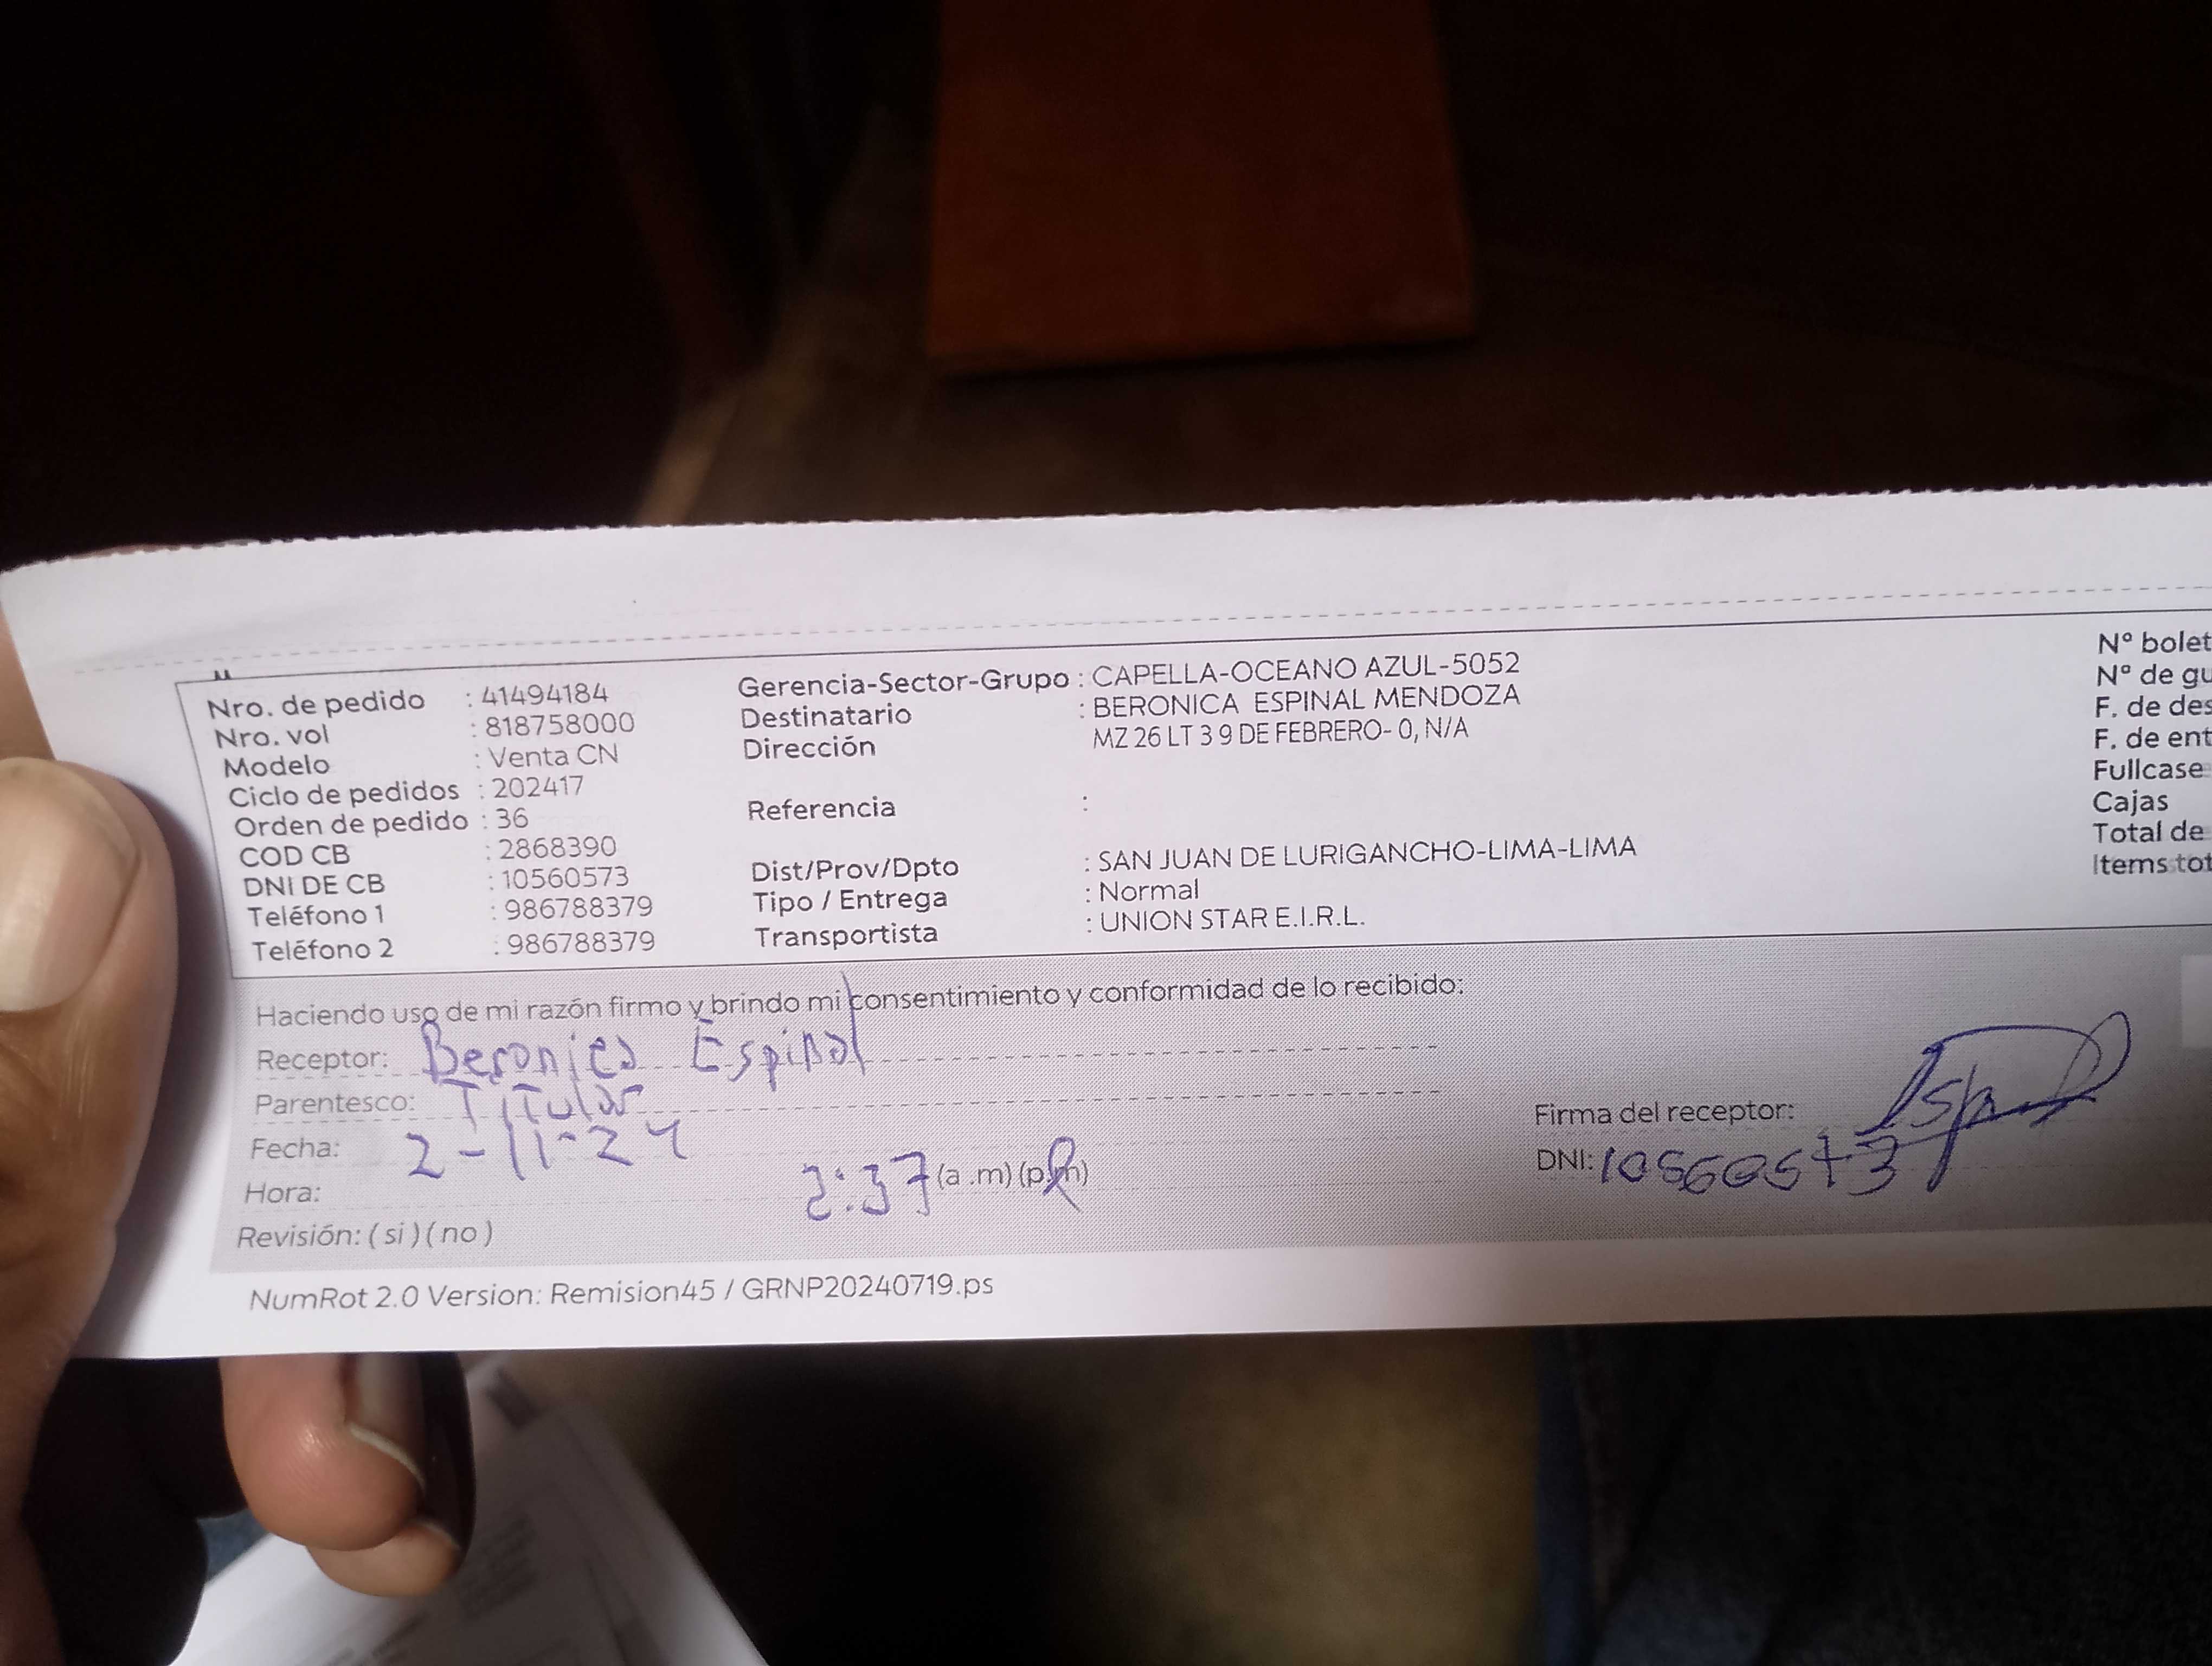 Nro. de pedido : 41494184
Nro. vol : 818758000
Modelo : Venta CN
Ciclo de pedidos : 202417
Orden de pedido : 36
COD CB : 2868390
DNI DE CB : 10560573
Teléfono 1 : 986788379
Teléfono 2 : 986788379
Gerencia-Sector-Grupo : CAPELLA-OCEANO AZUL-5052
Destinatario : BERONICA ESPINAL MENDOZA
Dirección MZ 26 LT 3 9 DE FEBRERO- 0, N/A
Referencia :
Dist/Prov/Dpto : SAN JUAN DE LURIGANCHO-LIMA-LIMA
Tipo / Entrega : Normal
Transportista : UNION STAR E.I.R.L.
Nº bolet
Nº de gu
F. de des
F. de ent
Fullcase
Cajas
Total de
Items tot
Haciendo uso de mi razón firmo y brindo mi consentimiento y conformidad de lo recibido:
Receptor: Beronica Espinal
Parentesco: Titular
Fecha: 2-11-24
Hora: 2:37 (a .m) (p.m)
Revisión: ( si ) ( no )
Firma del receptor:
DNI: 10560573
NumRot 2.0 Version: Remision45 / GRNP20240719.ps